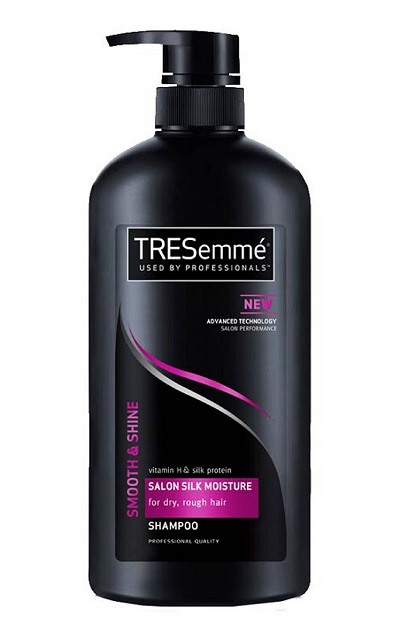 TRESemmé
USED BY PROFESSIONALS™
NEW
ADVANCED TECHNOLOGY
SALON PERFORMANCE
SMOOTH & SHINE
vitamin H & silk protein
SALON SILK MOISTURE
for dry, rough hair
SHAMPOO
PROFESSIONAL QUALITY